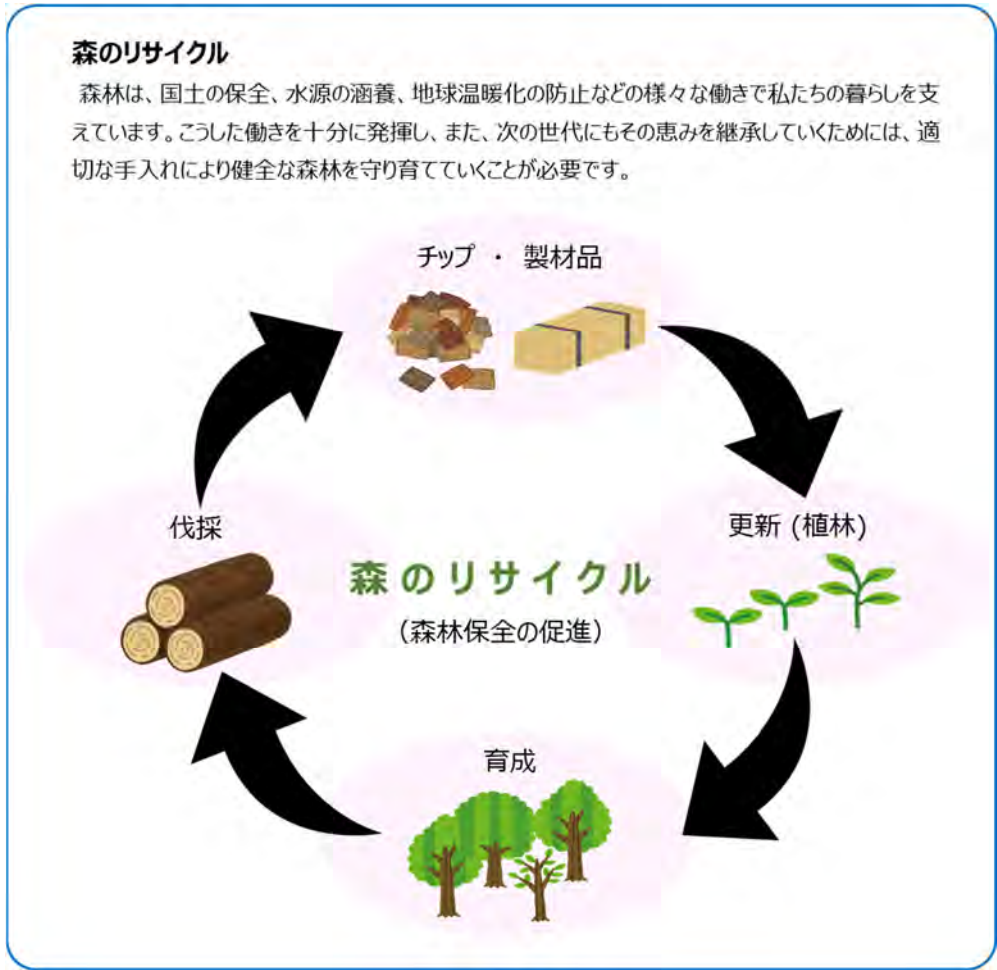 森のリサイクル
森林は、国土の保全、水源の涵養、地球温暖化の防止などの様々な働きで私たちの暮らしを支
えています。こうした働きを十分に発揮し、また、次の世代にもその恵みを継承していくためには、適
切な手入れにより健全な森林を守り育てていくことが必要です。
チップ ・ 製材品
伐採
更新 (植林)
森のリサイクル
（森林保全の促進）
育成